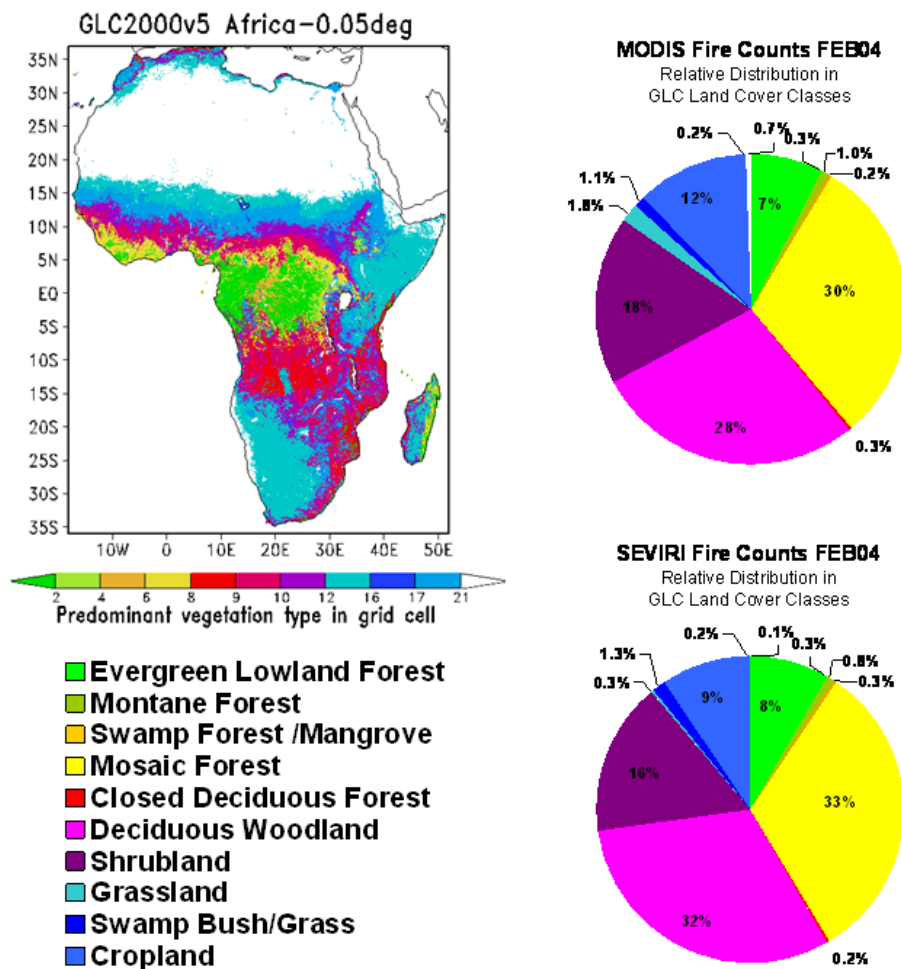 GLC2000v5 Africa-0.05deg
35N
30N
25N
20N
15N
10N
5N
EQ
5S
10S
15S
20S
25S
30S
35S
10W 0 10E 20E 30E 40E 50E
2 4 6 8 9 10 12 16 17 21
Predominant vegetation type in grid cell
Evergreen Lowland Forest
Montane Forest
Swamp Forest /Mangrove
Mosaic Forest
Closed Deciduous Forest
Deciduous Woodland
Shrubland
Grassland
Swamp Bush/Grass
Cropland
MODIS Fire Counts FEB04
Relative Distribution in
GLC Land Cover Classes
0.2% 0.7% 0.3% 1.0%
0.2%
1.1%
1.8%
12% 7%
30%
18%
28%
0.3%
SEVIRI Fire Counts FEB04
Relative Distribution in
GLC Land Cover Classes
0.2% 0.1% 0.3%
1.3% 0.8%
0.3% 0.3%
9% 8%
16% 33%
32%
0.2%